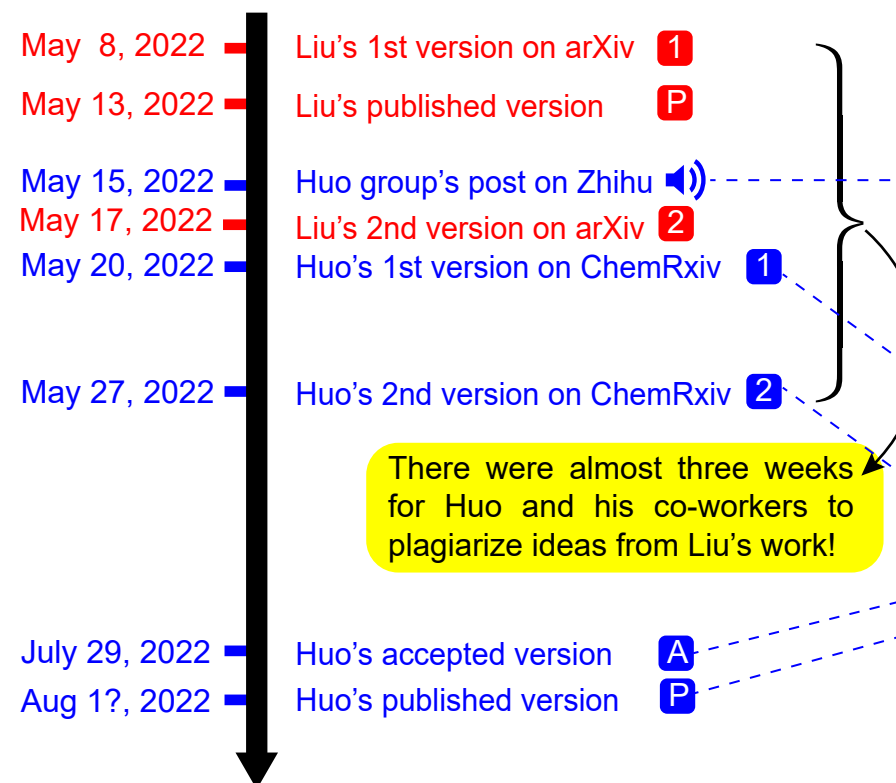 May 8, 2022 Liu’s 1st version on arXiv 1
May 13, 2022 Liu’s published version P
May 15, 2022 Huo group’s post on Zhihu
May 17, 2022 Liu’s 2nd version on arXiv 2
May 20, 2022 Huo’s 1st version on ChemRxiv 1
May 27, 2022 Huo’s 2nd version on ChemRxiv 2
There were almost three weeks
for Huo and his co-workers to
plagiarize ideas from Liu’s work!
July 29, 2022 Huo’s accepted version A
Aug 1?, 2022 Huo’s published version P